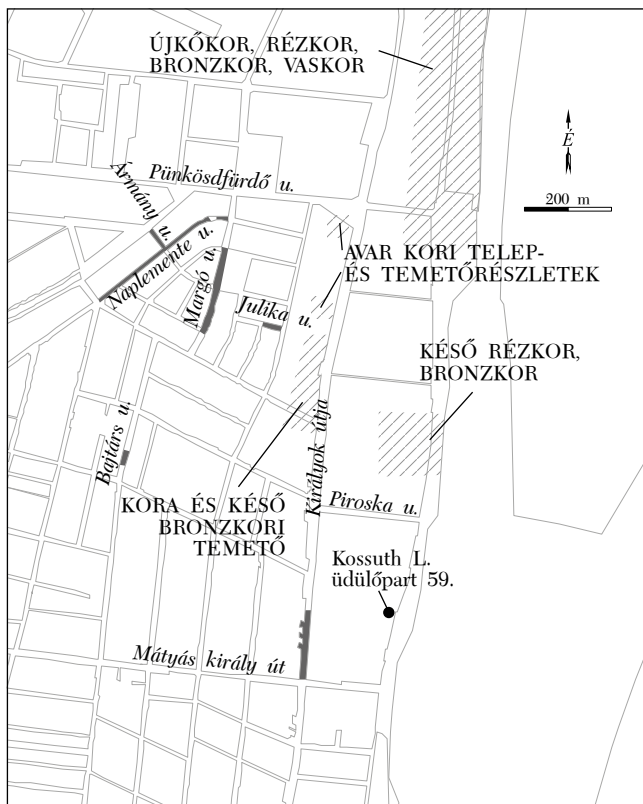 ÚJKŐKOR, RÉZKOR,
BRONZKOR, VASKOR
É
200 m
Pünkösdfürdő u.
Ármány u.
Naplemente u.
Margó u.
Julika u.
AVAR KORI TELEP-
ÉS TEMETŐRÉSZLETEK
KÉSŐ RÉZKOR,
BRONZKOR
Bajtárs u.
Királyok útja
KORA ÉS KÉSŐ
BRONZKORI
TEMETŐ
Piroska u.
Kossuth L.
üdülőpart 59.
Mátyás király út